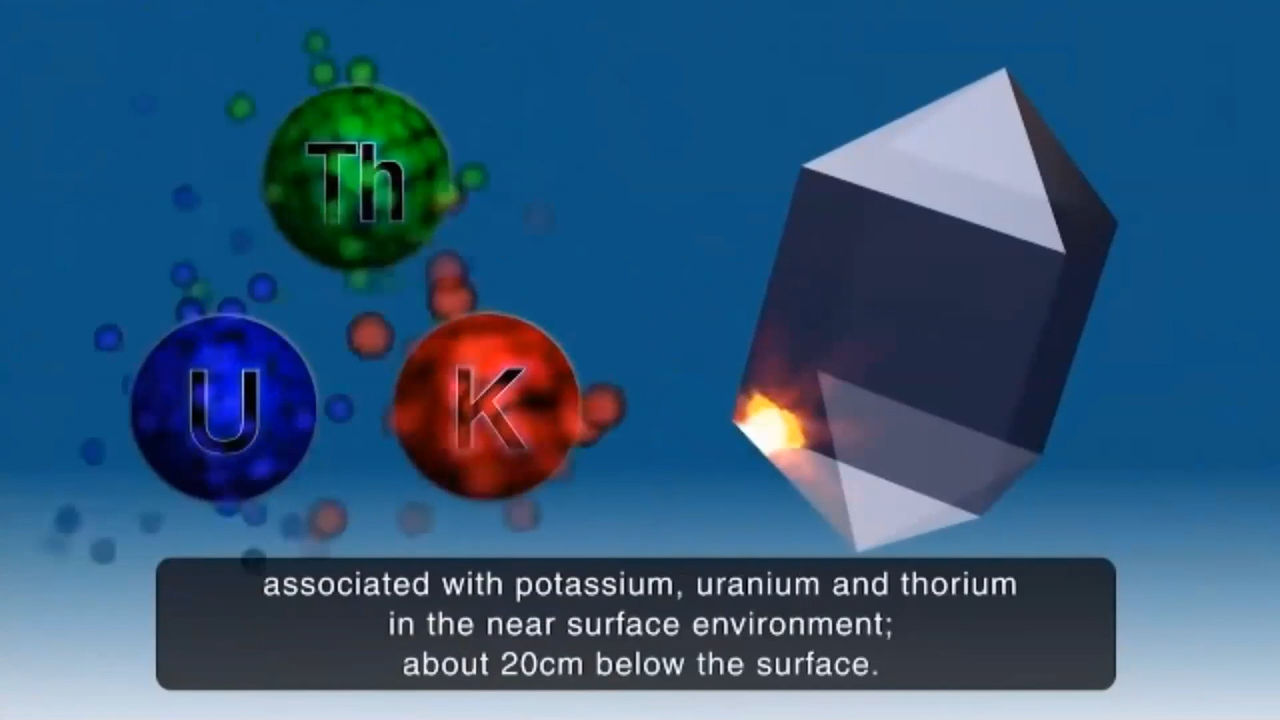 Th
U
K
associated with potassium, uranium and thorium
in the near surface environment;
about 20cm below the surface.